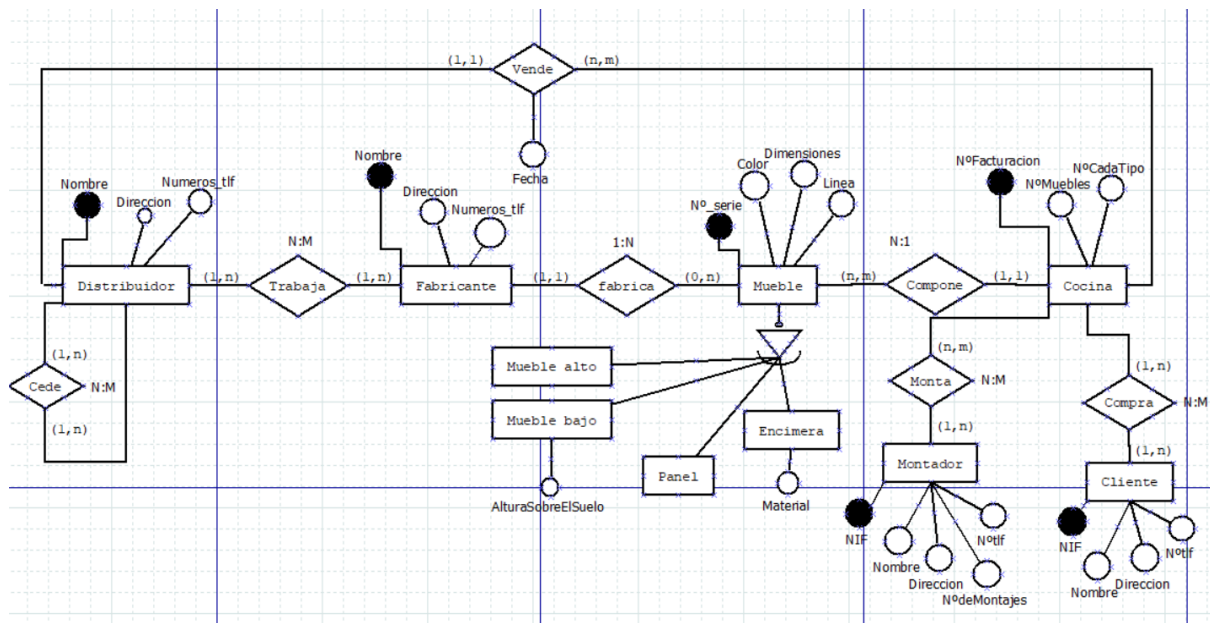 (1,1)
Vende
(n,m)
Fecha
Nombre
Direccion
Numeros_tlf
Nombre
Direccion
Numeros_tlf
Color
Dimensiones
Linea
Nº_serie
NºFacturacion
NºMuebles
NºCadaTipo
N:M
1:N
N:1
Distribuidor
(1,n)
Trabaja
(1,n)
Fabricante
(1,1)
fabrica
(0,n)
Mueble
(n,m)
Compone
(1,1)
Cocina
(1,n)
Cede
N:M
(1,n)
Mueble alto
Mueble bajo
Panel
Encimera
AlturaSobreElSuelo
Material
(n,m)
Monta
N:M
(1,n)
Montador
NIF
Nombre
Direccion
NºdeMontajes
Nºtlf
(1,n)
Compra
N:M
(1,n)
Cliente
NIF
Nombre
Direccion
Nºtlf